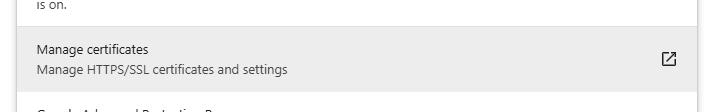 is on.
Manage certificates
Manage HTTPS/SSL certificates and settings